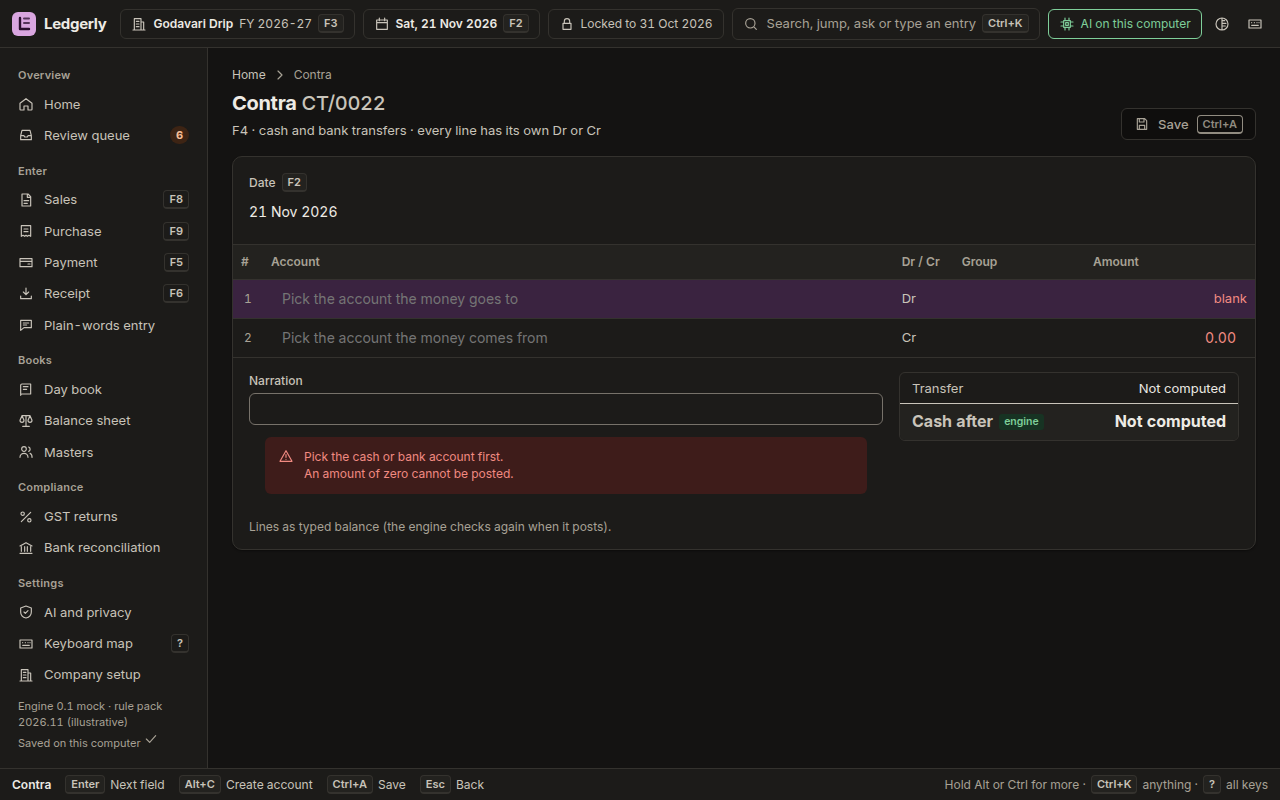 Ledgerly
Godavari Drip FY 2026-27 F3
Sat, 21 Nov 2026 F2
Locked to 31 Oct 2026
Search, jump, ask or type an entry Ctrl+K
AI on this computer
Overview
Home
Review queue 6
Enter
Sales F8
Purchase F9
Payment F5
Receipt F6
Plain-words entry
Books
Day book
Balance sheet
Masters
Compliance
GST returns
Bank reconciliation
Settings
AI and privacy
Keyboard map ?
Company setup
Engine 0.1 mock · rule pack
2026.11 (illustrative)
Saved on this computer
Home > Contra
Contra CT/0022
F4 · cash and bank transfers · every line has its own Dr or Cr
Save Ctrl+A
Date F2
21 Nov 2026
# Account Dr / Cr Group Amount
1 Pick the account the money goes to Dr blank
2 Pick the account the money comes from Cr 0.00
Narration
Transfer Not computed
Cash after engine Not computed
Pick the cash or bank account first.
An amount of zero cannot be posted.
Lines as typed balance (the engine checks again when it posts).
Contra Enter Next field Alt+C Create account Ctrl+A Save Esc Back
Hold Alt or Ctrl for more · Ctrl+K anything · ? all keys